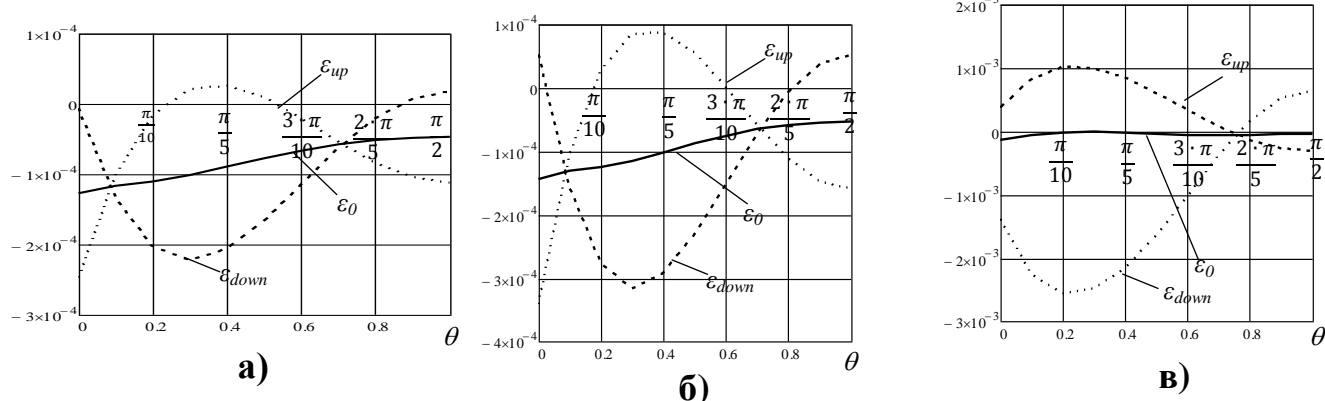 1×10⁻⁴
0
− 1×10⁻⁴
− 2×10⁻⁴
− 3×10⁻⁴
0 0.2 0.4 0.6 0.8
θ
ε_up
ε_0
ε_down
π/10
π/5
3·π/10
2·π/5
π/2
а)
1×10⁻⁴
0
− 1×10⁻⁴
− 2×10⁻⁴
− 3×10⁻⁴
− 4×10⁻⁴
0 0.2 0.4 0.6 0.8
θ
ε_up
ε_0
ε_down
π/10
π/5
3·π/10
2·π/5
π/2
б)
2×10⁻³
1×10⁻³
0
− 1×10⁻³
− 2×10⁻³
− 3×10⁻³
0 0.2 0.4 0.6 0.8
θ
ε_up
ε_0
ε_down
π/10
π/5
3·π/10
2·π/5
π/2
в)